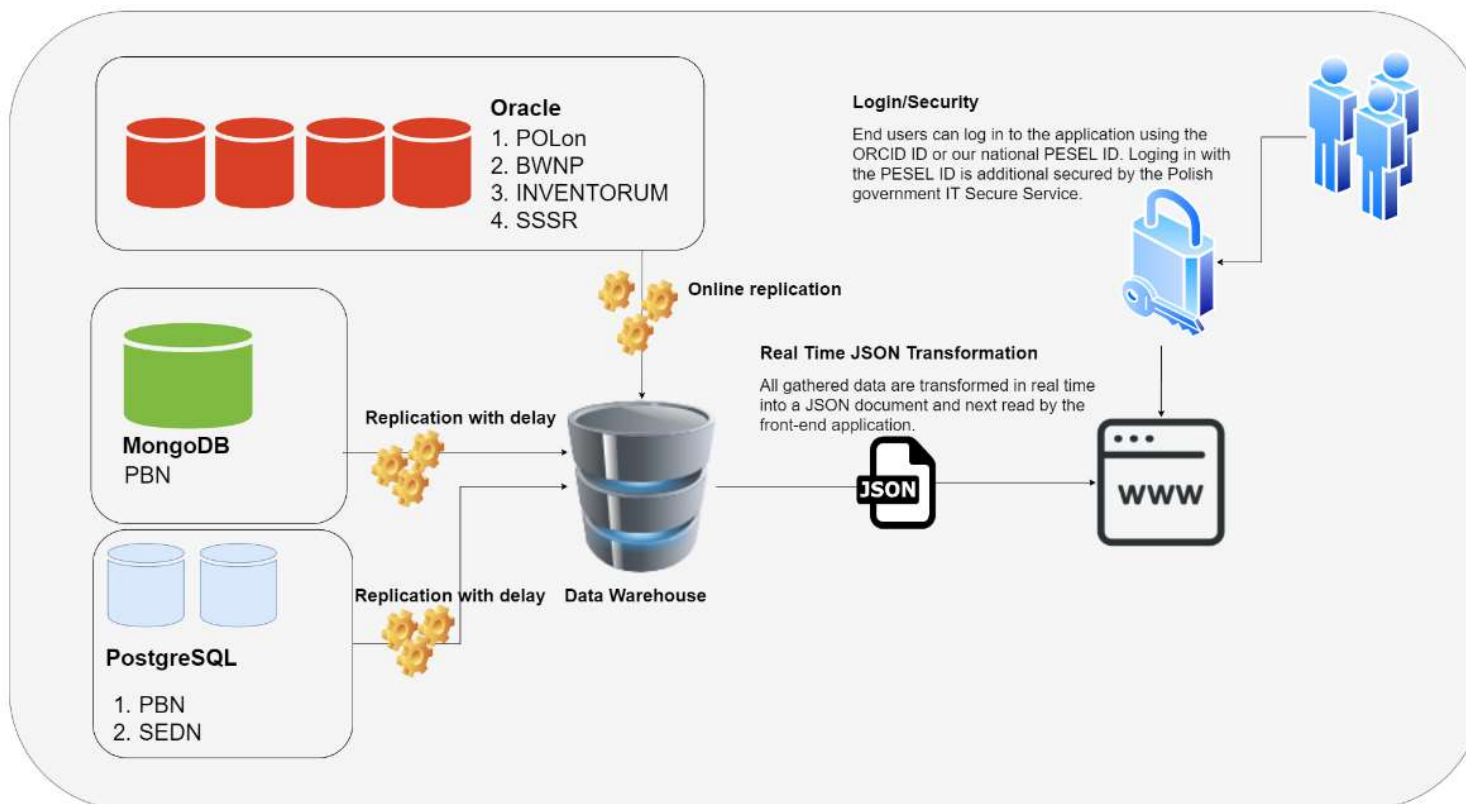 Oracle
1. POLon
2. BWNP
3. INVENTORUM
4. SSSR
Login/Security
End users can log in to the application using the
ORCID ID or our national PESEL ID. Loging in with
the PESEL ID is additional secured by the Polish
government IT Secure Service.
Online replication
MongoDB
PBN
Replication with delay
Real Time JSON Transformation
All gathered data are transformed in real time
into a JSON document and next read by the
front-end application.
JSON
WWW
Replication with delay
Data Warehouse
PostgreSQL
1. PBN
2. SEDN